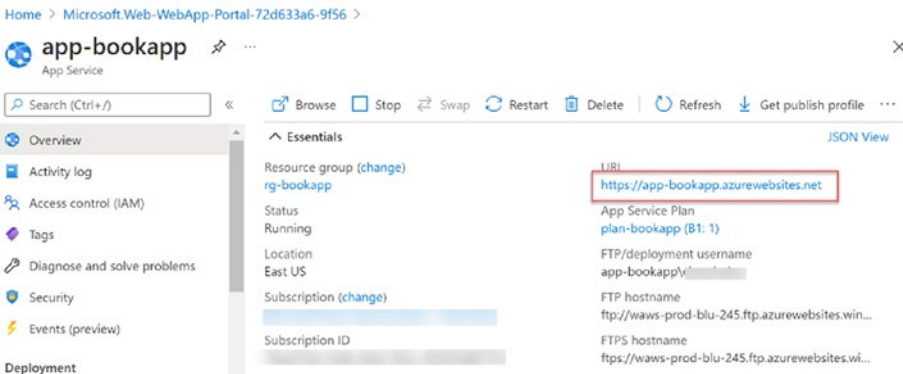 Home > Microsoft.Web-WebApp-Portal-72d633a6-9f56 >
app-bookapp
App Service
Search (Ctrl+/)
Overview
Activity log
Access control (IAM)
Tags
Diagnose and solve problems
Security
Events (preview)
Deployment
Browse Stop Swap Restart Delete Refresh Get publish profile ...
Essentials JSON View
Resource group (change)
rg-bookapp
Status
Running
Location
East US
Subscription (change)
Subscription ID
URL
https://app-bookapp.azurewebsites.net
App Service Plan
plan-bookapp (B1: 1)
FTP/deployment username
app-bookapp\
FTP hostname
ftp://waws-prod-blu-245.ftp.azurewebsites.win...
FTPS hostname
ftps://waws-prod-blu-245.ftp.azurewebsites.wi...